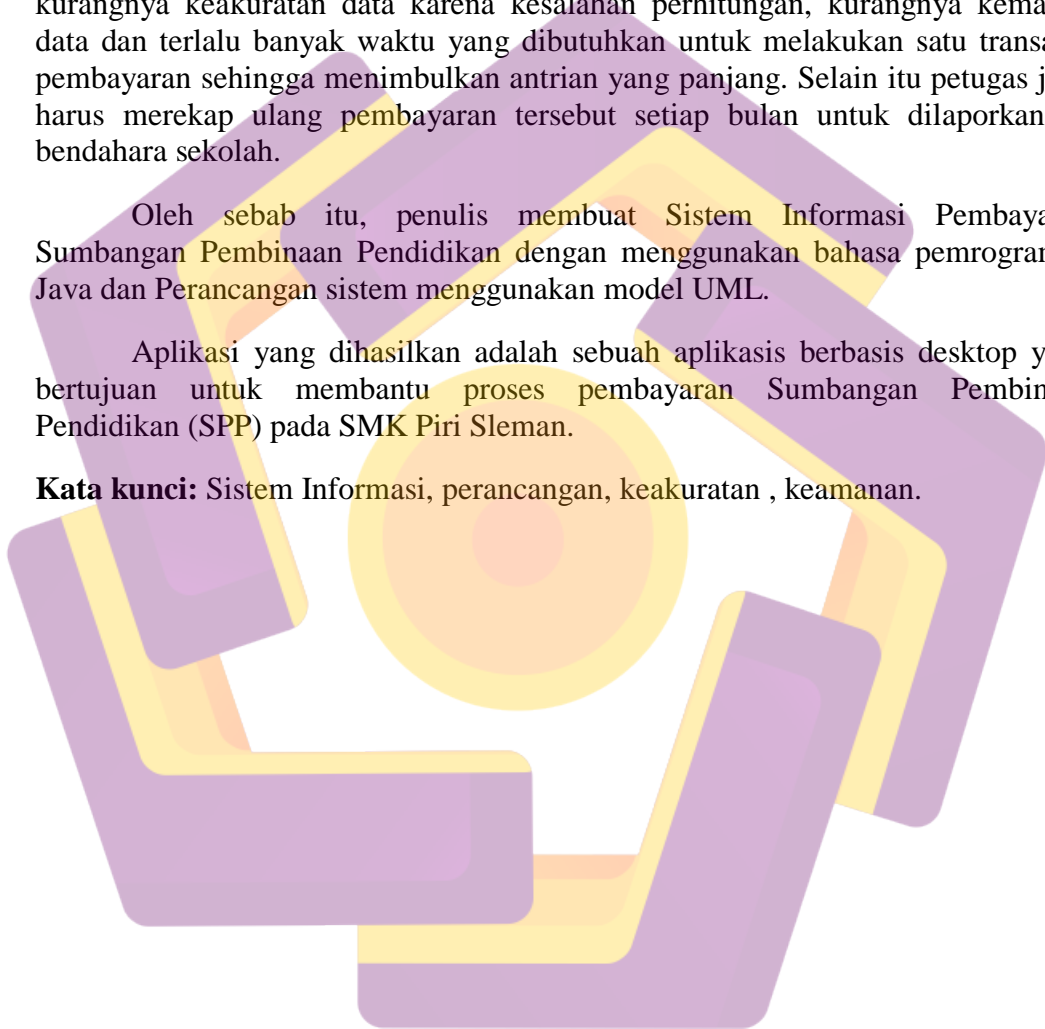 kurangnya keakuratan data karena kesalahan perhitungan, kurangnya kema
data dan terlalu banyak waktu yang dibutuhkan untuk melakukan satu transa
pembayaran sehingga menimbulkan antrian yang panjang. Selain itu petugas j
harus merekap ulang pembayaran tersebut setiap bulan untuk dilaporkan
bendahara sekolah.
Oleh sebab itu, penulis membuat Sistem Informasi Pembaya
Sumbangan Pembinaan Pendidikan dengan menggunakan bahasa pemrogran
Java dan Perancangan sistem menggunakan model UML.
Aplikasi yang dihasilkan adalah sebuah aplikasis berbasis desktop y
bertujuan untuk membantu proses pembayaran Sumbangan Pembin
Pendidikan (SPP) pada SMK Piri Sleman.
Kata kunci: Sistem Informasi, perancangan, keakuratan , keamanan.